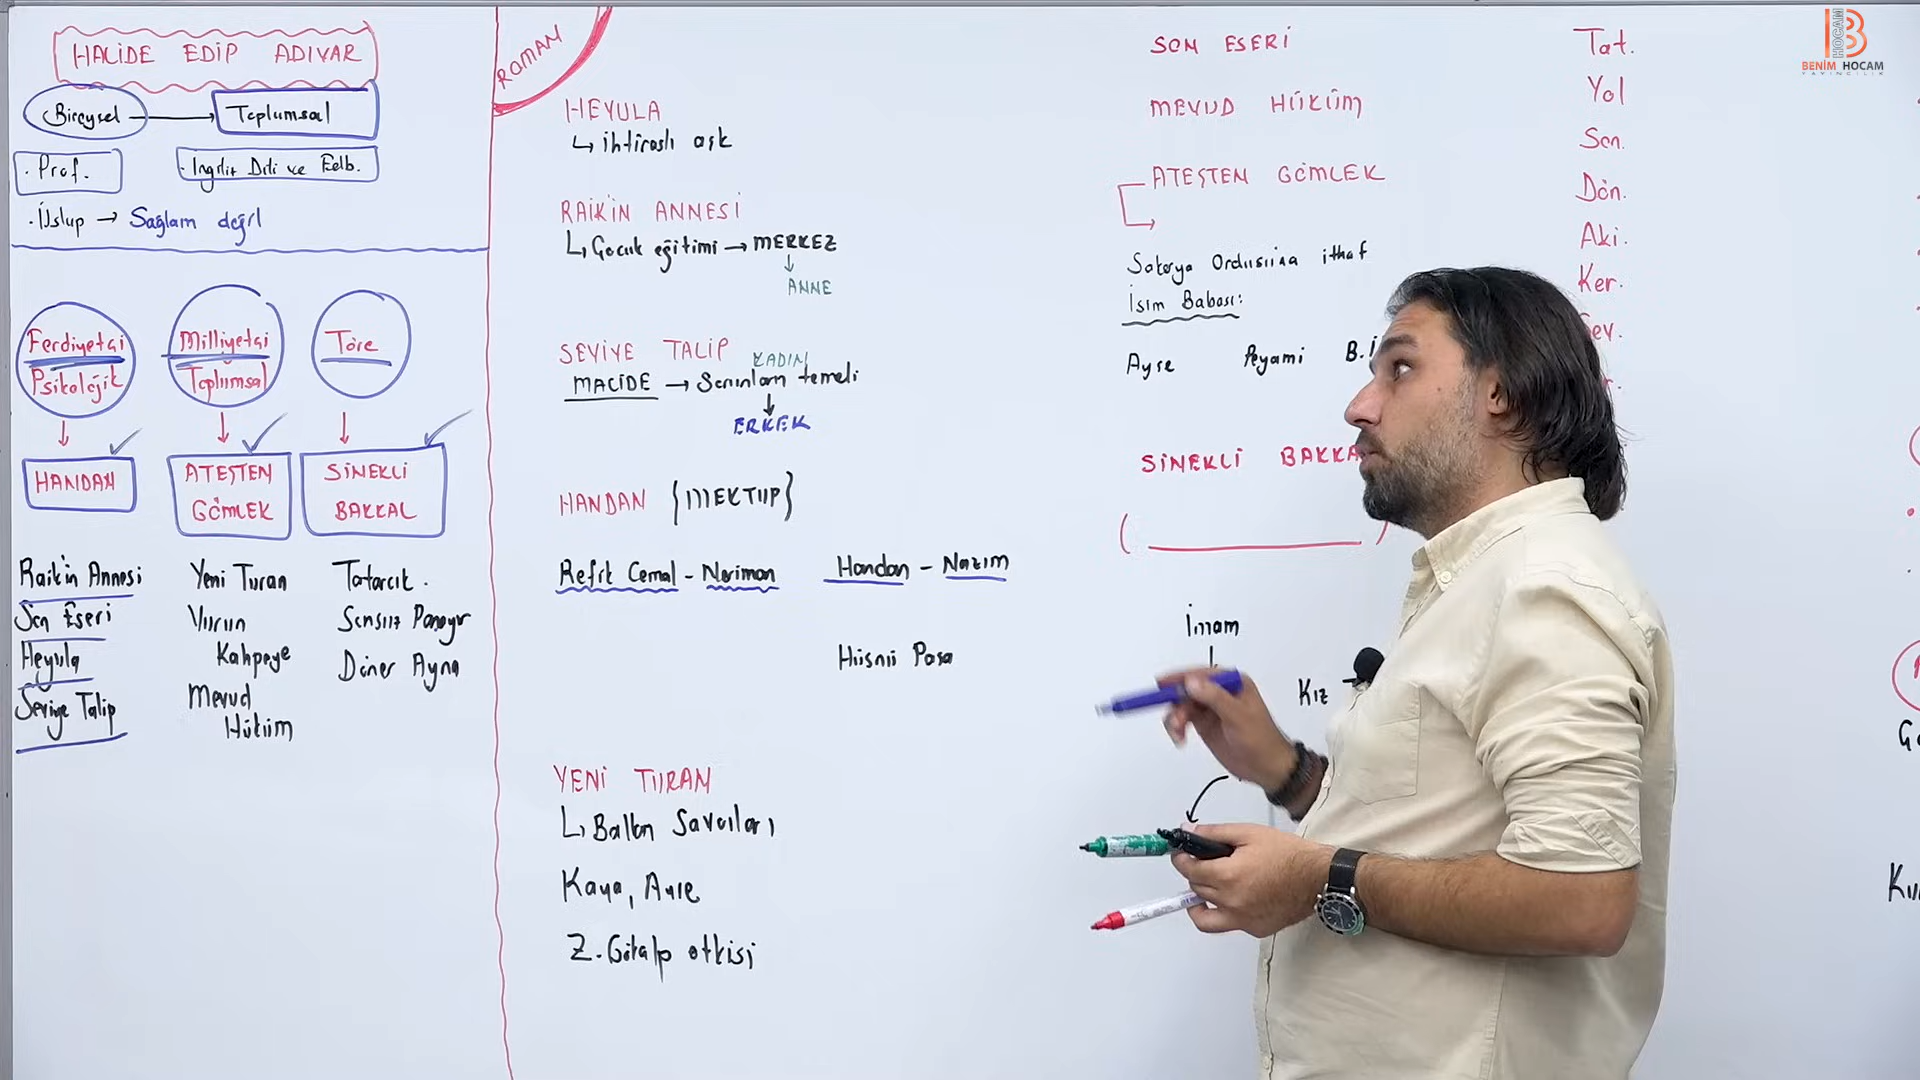 HALİDE EDİP ADIVAR
Bireysel → Toplumsal
· Prof.
· İngiliz Dili ve Edb.
· Üslup → Sağlam değil
Ferdiyetçi
Psikolojik
↓
HANDAN
Raik'in Annesi
Son Eseri
Heyula
Seviye Talip
Milliyetçi
Toplumsal
↓
ATEŞTEN
GÖMLEK
Yeni Turan
Vurun
Kahpeye
Mevud
Hüküm
Töre
↓
SİNEKLİ
BAKKAL
Tatarcık.
Sonsuz Panayır
Döner Ayna
ROMAN
HEYULA
↳ ihtiraslı aşk
RAİK'İN ANNESİ
↳ Çocuk eğitimi → MERKEZ
↓
ANNE
SEVİYE TALİP
KADIN
MACİDE → Sorunların temeli
↓
ERKEK
HANDAN {MEKTUP}
Refik Cemal - Neriman Handan - Nazım
Hüsnü Paşa
YENİ TURAN
↳ Balkan Savaşları
Kaya, Ayşe
Z. Gökalp etkisi
SON ESERİ
MEVUD HÜKÜM
ATEŞTEN GÖMLEK
Sakarya Ordusuna ithaf
İsim Babası:
Ayşe Peyami B.İ
SİNEKLİ BAKKA
( )
İmam
↓
Kız
Tat.
Yol
Son.
Dön.
Aki.
Ker.
Sev.
BENİM HOCAM
YAYINCILIK